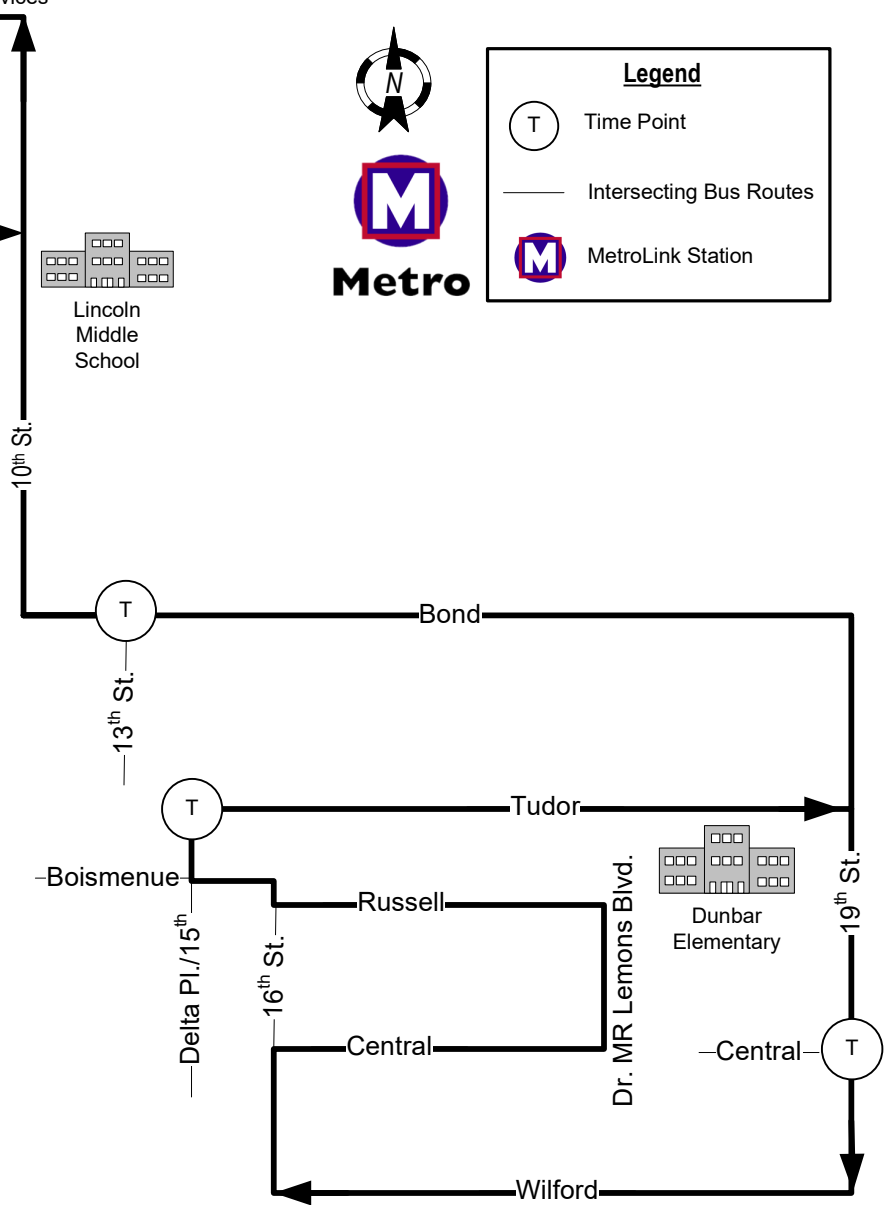 Legend
T Time Point
Intersecting Bus Routes
M MetroLink Station
N
M
Metro
Lincoln
Middle
School
10th St.
T
Bond
13th St.
T
Tudor
Boismenue
Russell
Delta Pl./15th
16th St.
Dr. MR Lemons Blvd.
Dunbar
Elementary
19th St.
Central
Central
T
Wilford